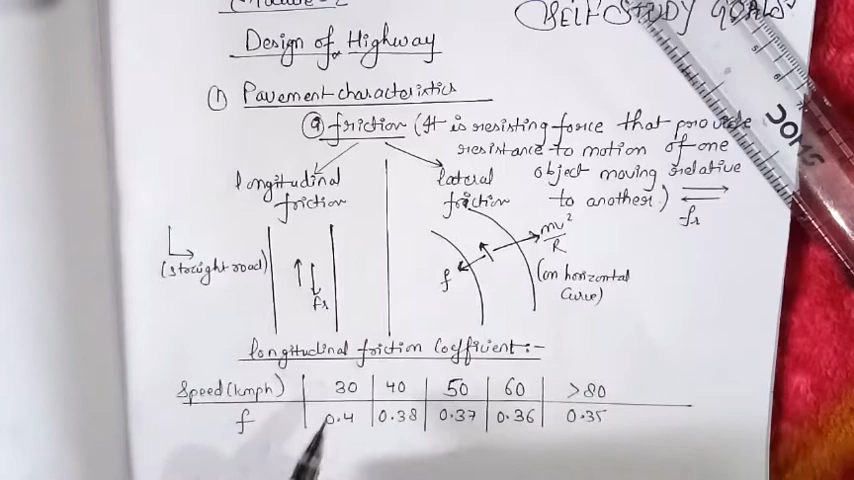 SELF STUDY GOALS
Design of Highway
① Pavement characteristics
ⓐ friction (It is resisting force that provide
resistance to motion of one
object moving relative
to another.)
fr
longitudinal
friction
lateral
friction
(straight road)
fr
f
mv²/R
(on horizontal
Curve)
longitudinal friction Coefficient:-
Speed(kmph) 30 40 50 60 >80
f 0.4 0.38 0.37 0.36 0.35